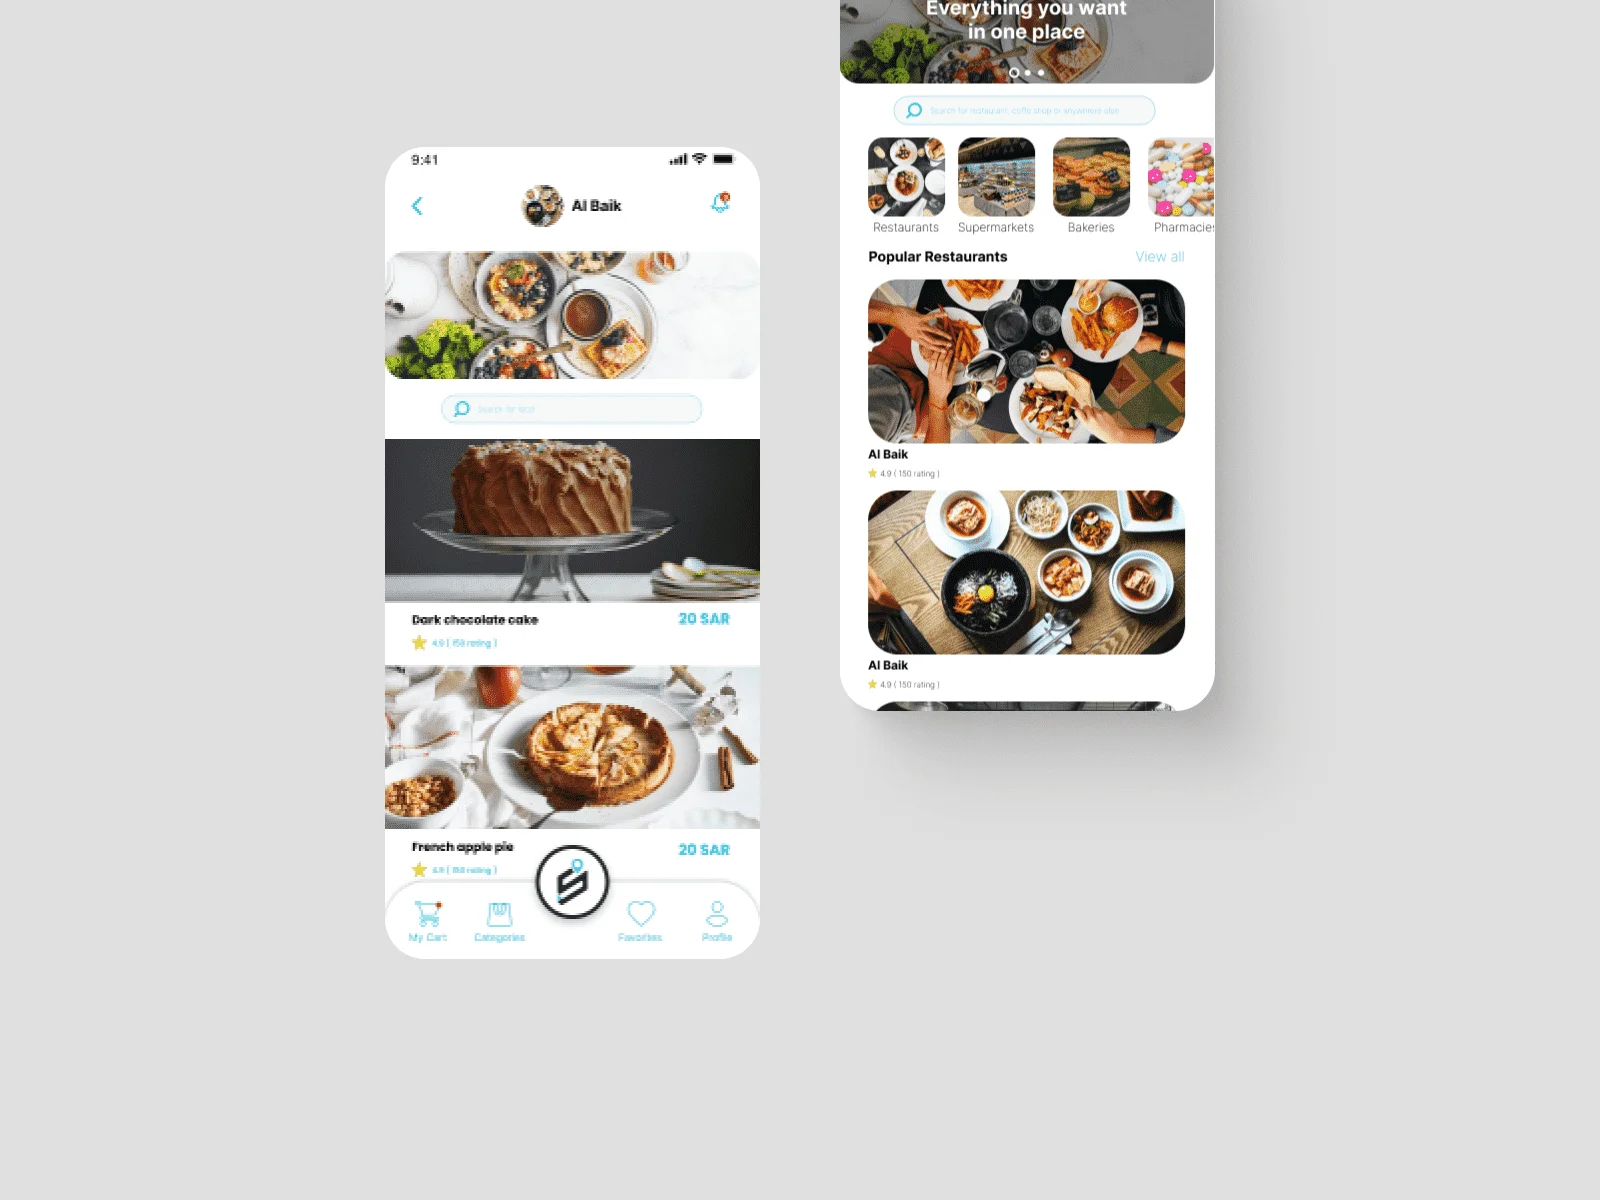 9:41
Al Baik
Search for
Dark chocolate cake
20 SAR
4.9 ( 150 rating )
French apple pie
20 SAR
4.9 ( 150 rating )
My Cart
Categories
Favorites
Profile
Everything you want
in one place
Search for restaurant, coffe shop or anywhere else
Restaurants
Supermarkets
Bakeries
Pharmacies
Popular Restaurants
View all
Al Baik
4.9 ( 150 rating )
Al Baik
4.9 ( 150 rating )